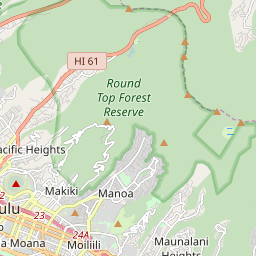 HI 61
Round
Top Forest
Reserve
acific Heights
Makiki
Manoa
ulu
23
24A
a Moana
Moiliili
Maunalani
Heights